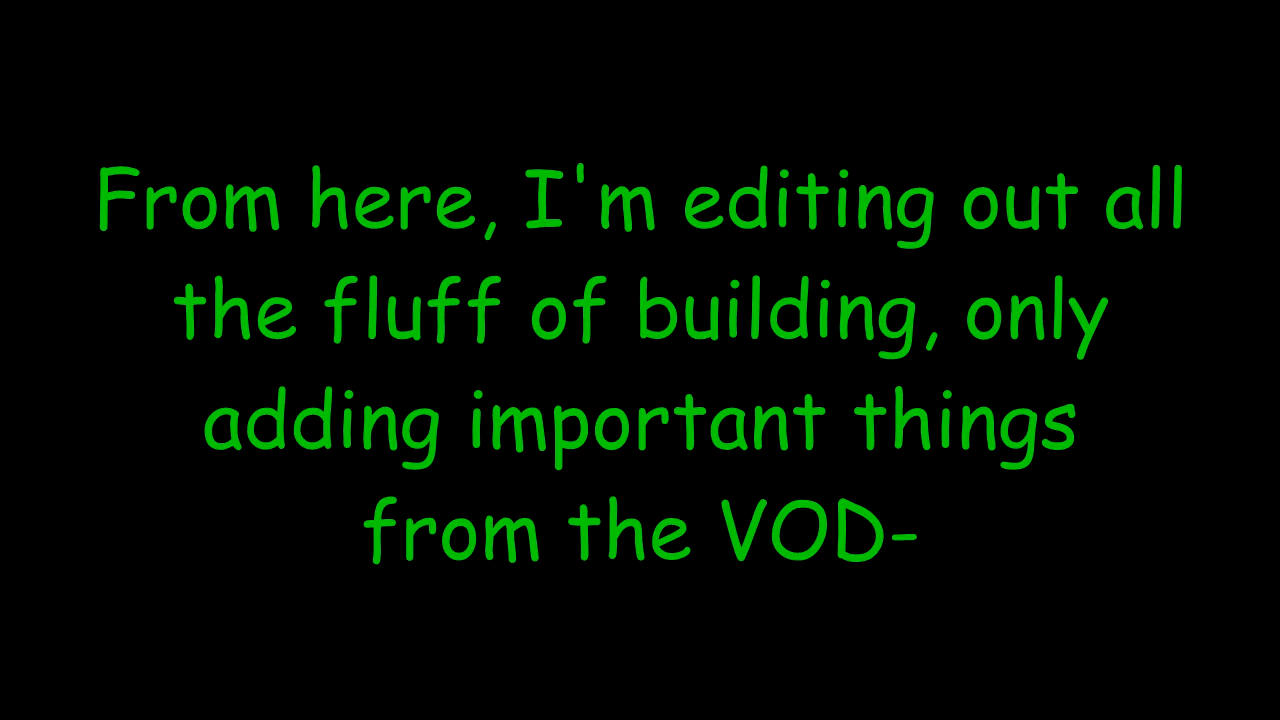 From here, I'm editing out all
the fluff of building, only
adding important things
from the VOD-